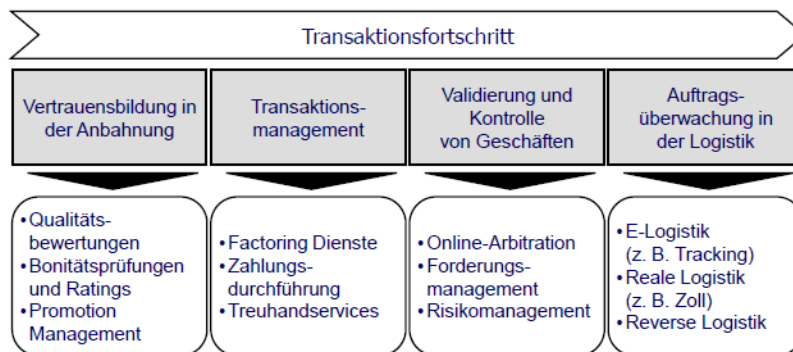 Transaktionsfortschritt
Vertrauensbildung in
der Anbahnung
Transaktions-
management
Validierung und
Kontrolle
von Geschäften
Auftrags-
überwachung in
der Logistik
•Qualitäts-
bewertungen
•Bonitätsprüfungen
und Ratings
•Promotion
Management
•Factoring Dienste
•Zahlungs-
durchführung
•Treuhandservices
•Online-Arbitration
•Forderungs-
management
•Risikomanagement
•E-Logistik
(z. B. Tracking)
•Reale Logistik
(z. B. Zoll)
•Reverse Logistik